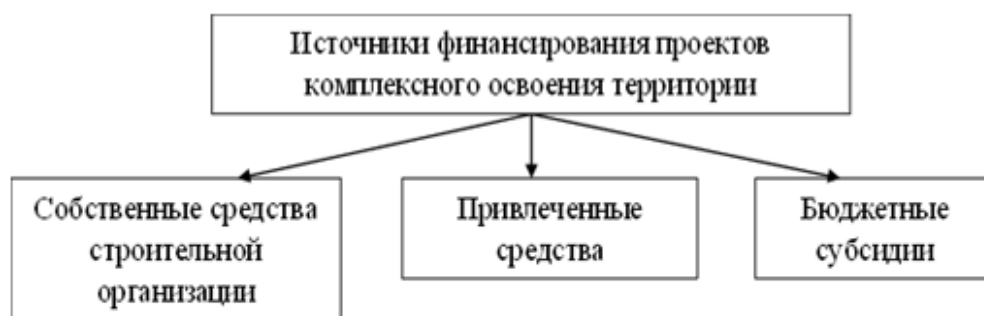 Источники финансирования проектов
комплексного освоения территории
Собственные средства
строительной
организации
Привлеченные
средства
Бюджетные
субсидии